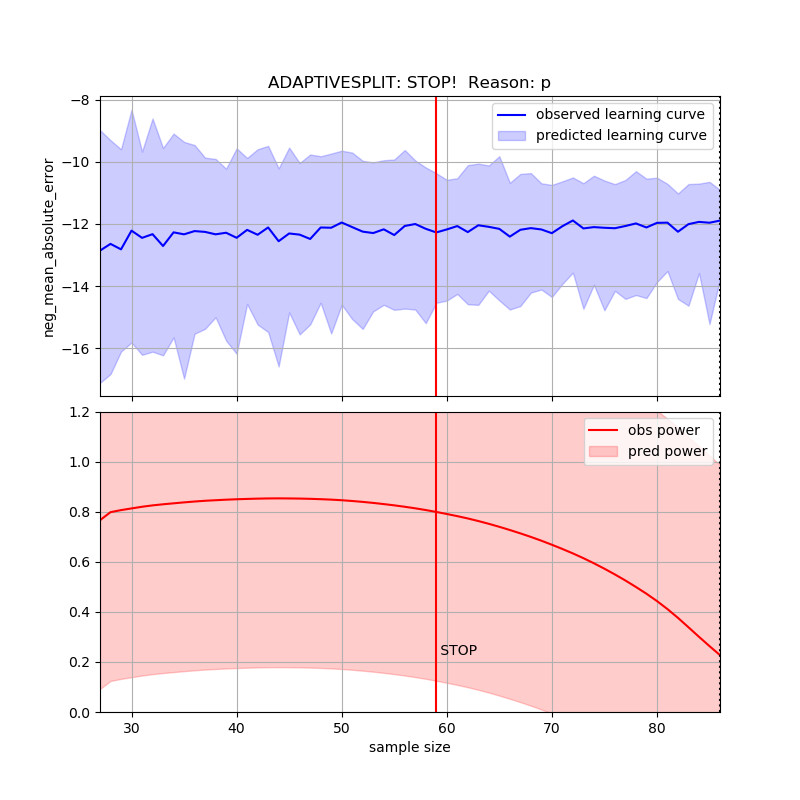 ADAPTIVESPLIT: STOP!  Reason: p
neg_mean_absolute_error
−8
−10
−12
−14
−16
observed learning curve
predicted learning curve
1.2
1.0
0.8
0.6
0.4
0.2
0.0
obs power
pred power
STOP
30
40
50
60
70
80
sample size